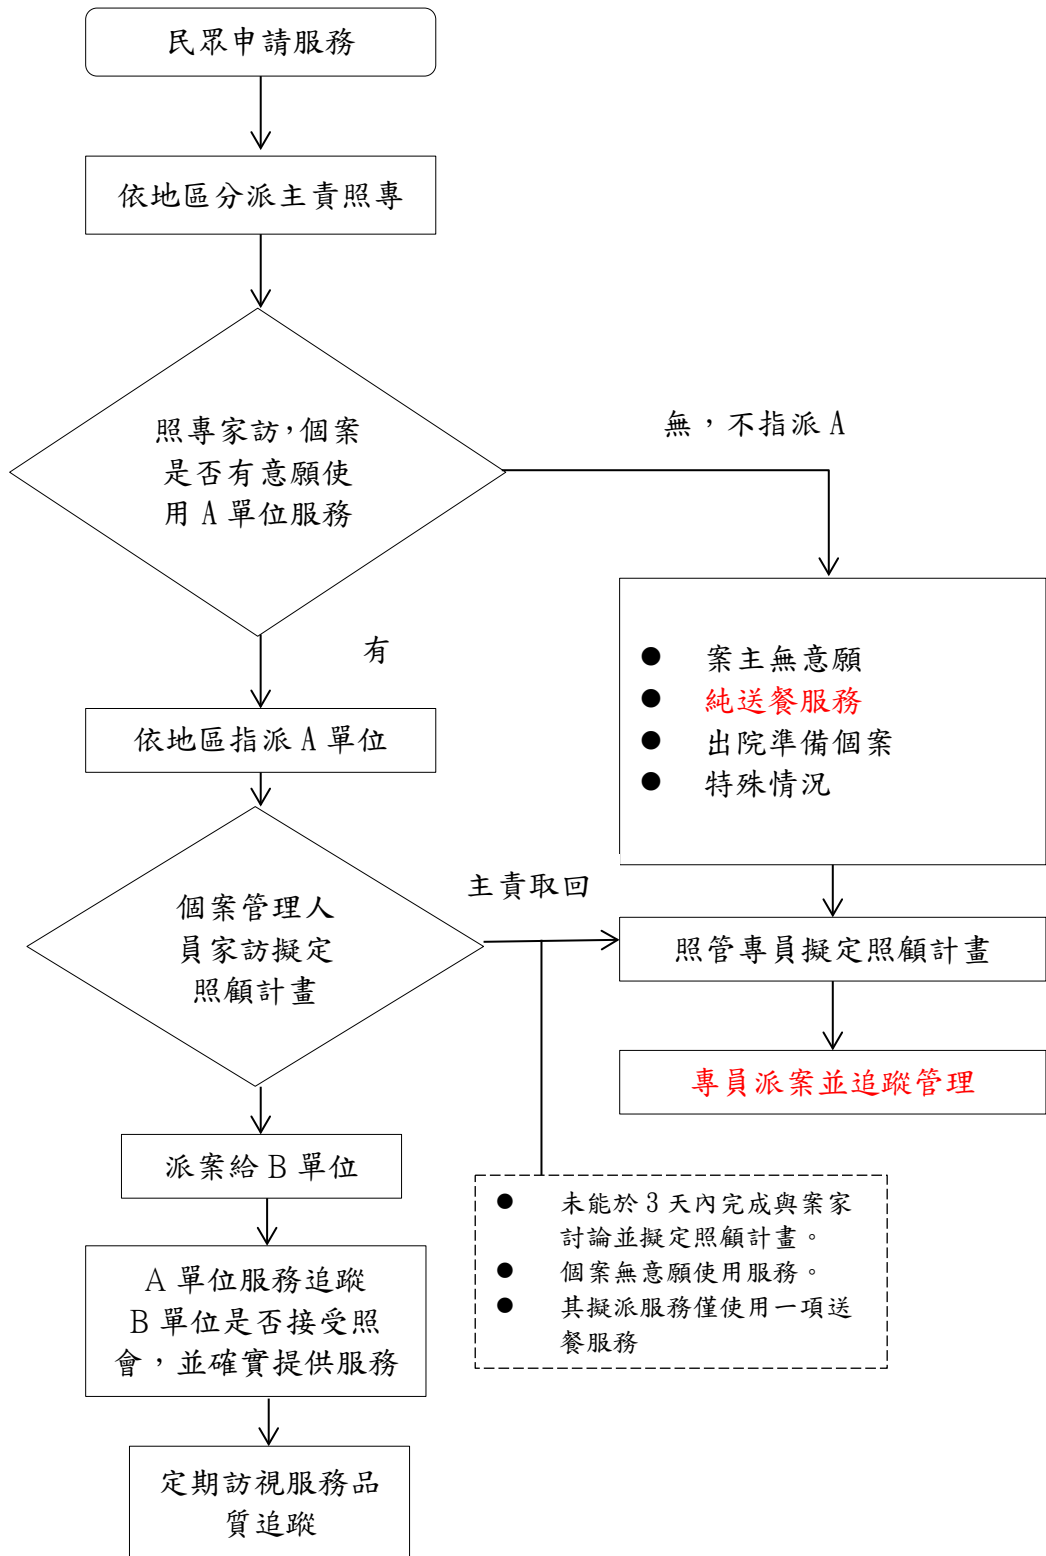 民眾申請服務
依地區分派主責照專
照專家訪，個案
是否有意願使
用 A 單位服務
無，不指派 A
有
● 案主無意願
● 純送餐服務
● 出院準備個案
● 特殊情況
依地區指派 A 單位
主責取回
個案管理人
員家訪擬定
照顧計畫
照管專員擬定照顧計畫
專員派案並追蹤管理
派案給 B 單位
● 未能於 3 天內完成與案家
討論並擬定照顧計畫。
● 個案無意願使用服務。
● 其擬派服務僅使用一項送
餐服務
A 單位服務追蹤
B 單位是否接受照
會，並確實提供服務
定期訪視服務品
質追蹤